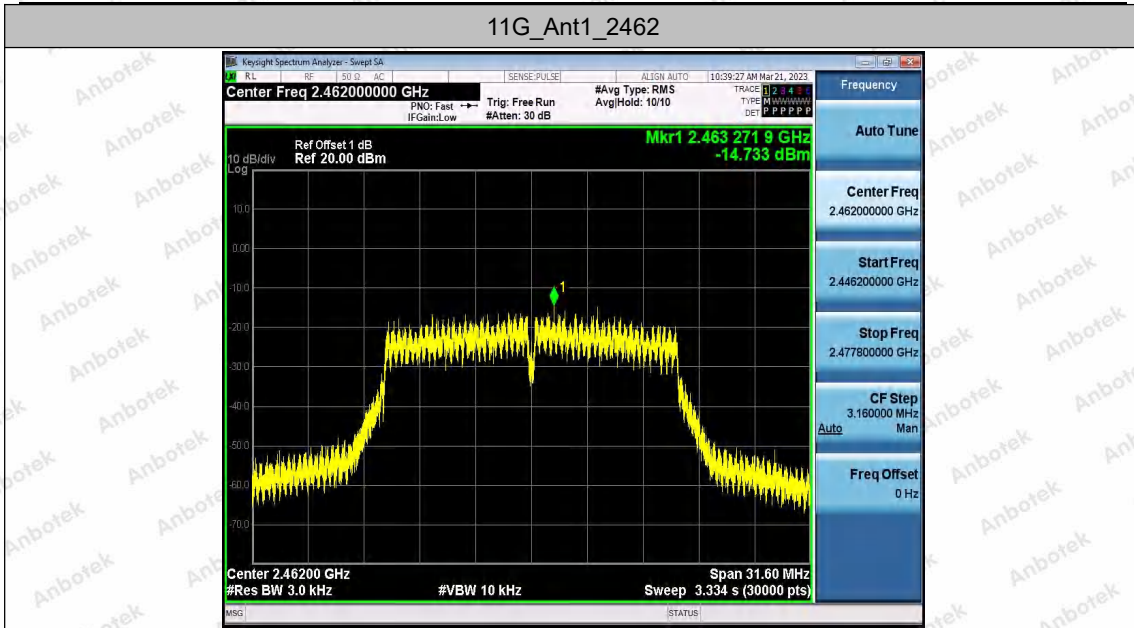 11G_Ant1_2462
Keysight Spectrum Analyzer - Swept SA
RL RF 50 Ω AC SENSE:PULSE ALIGN AUTO 10:39:27 AM Mar 21, 2023
Center Freq 2.462000000 GHz
PNO: Fast
IFGain:Low
Trig: Free Run
#Atten: 30 dB
#Avg Type: RMS
Avg|Hold: 10/10
TRACE 1 2 3 4 5 6
TYPE M W W W W W
DET P P P P P P
Ref Offset 1 dB
10 dB/div Ref 20.00 dBm
Log
Mkr1 2.463 271 9 GHz
-14.733 dBm
10.0
0.00
-10.0
-20.0
-30.0
-40.0
-50.0
-60.0
-70.0
1
Center 2.46200 GHz Span 31.60 MHz
#Res BW 3.0 kHz #VBW 10 kHz Sweep 3.334 s (30000 pts)
MSG STATUS
Frequency
Auto Tune
Center Freq
2.462000000 GHz
Start Freq
2.446200000 GHz
Stop Freq
2.477800000 GHz
CF Step
3.160000 MHz
Auto Man
Freq Offset
0 Hz
Anbotek